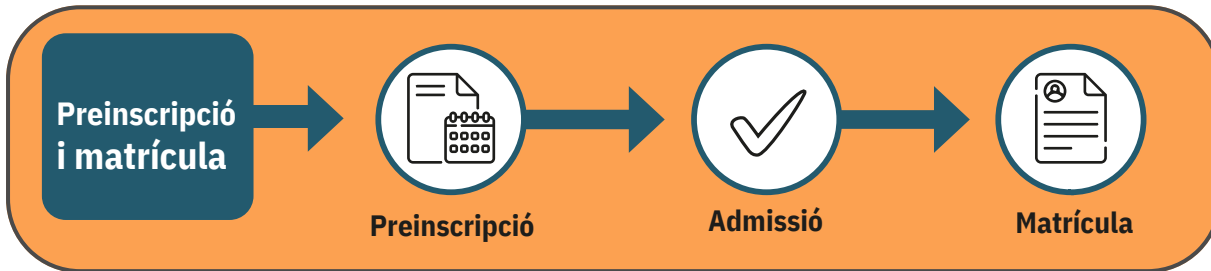 Preinscripció
i matrícula
Preinscripció
Admissió
Matrícula